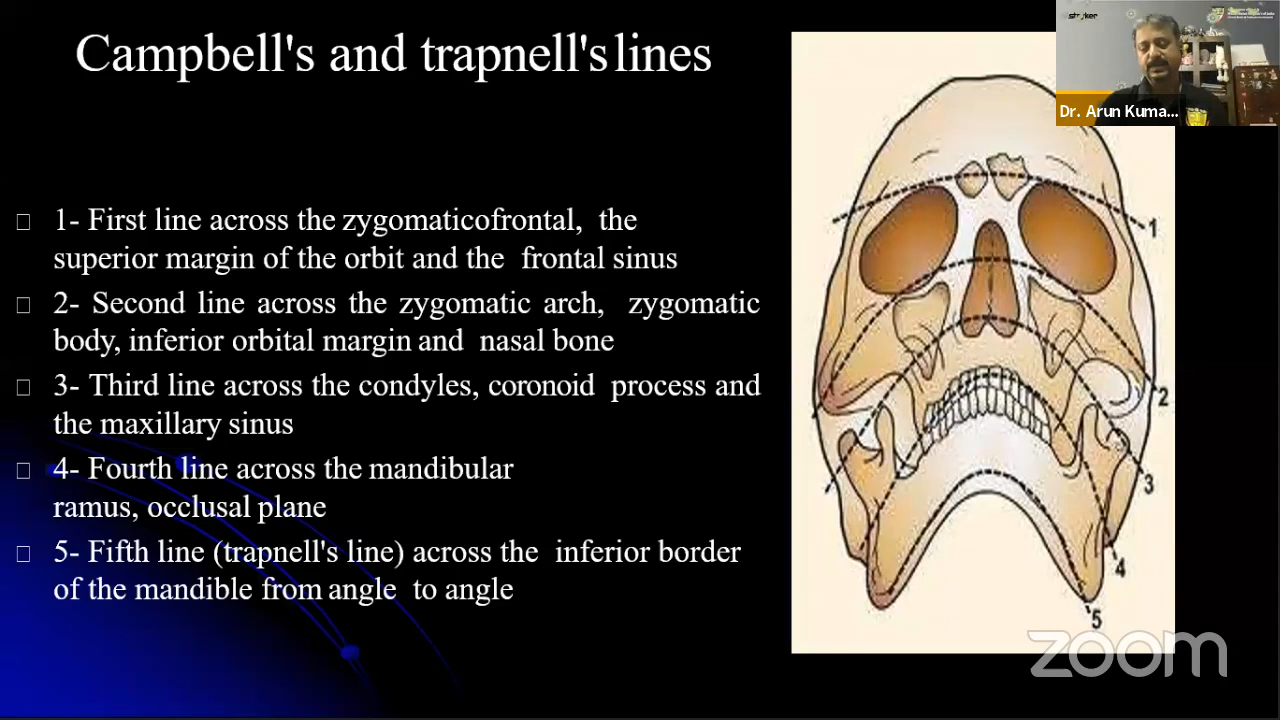 Campbell's and trapnell's lines
stryker
Dr. Arun Kuma...
1- First line across the zygomaticofrontal, the
superior margin of the orbit and the frontal sinus
2- Second line across the zygomatic arch, zygomatic
body, inferior orbital margin and nasal bone
3- Third line across the condyles, coronoid process and
the maxillary sinus
4- Fourth line across the mandibular
ramus, occlusal plane
5- Fifth line (trapnell's line) across the inferior border
of the mandible from angle to angle
1
2
3
4
5
zoom